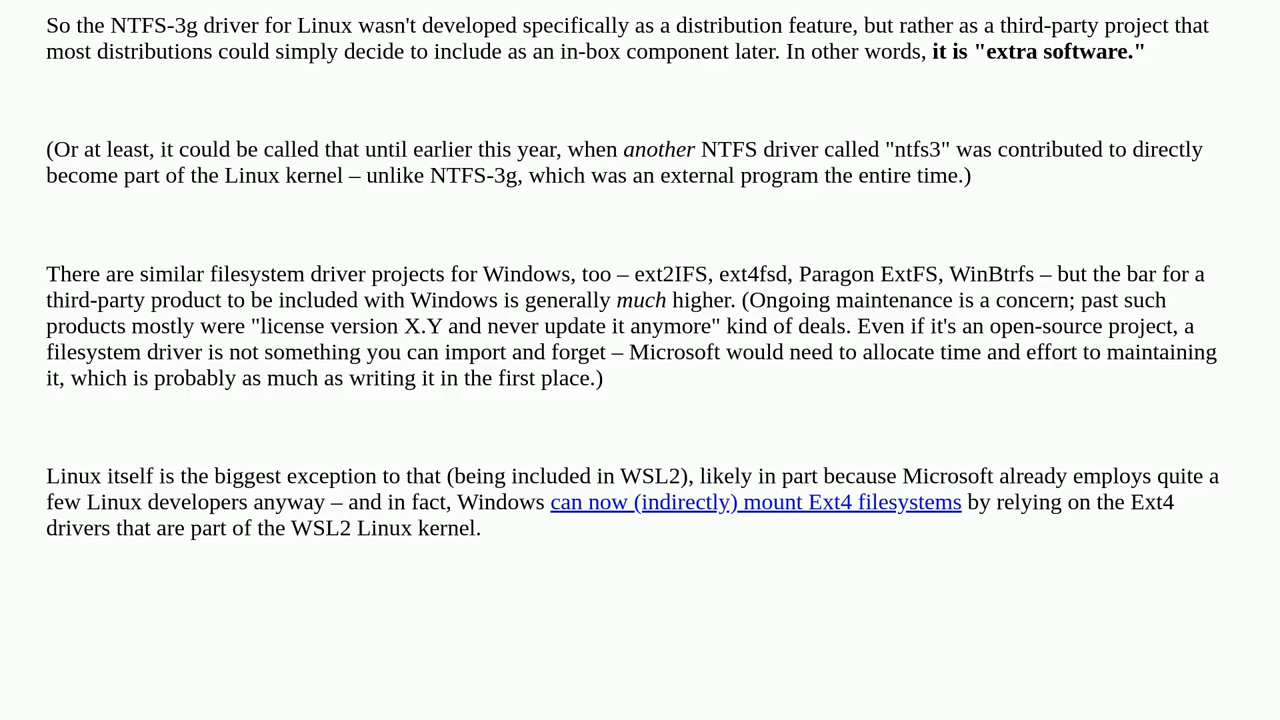 So the NTFS-3g driver for Linux wasn't developed specifically as a distribution feature, but rather as a third-party project that
most distributions could simply decide to include as an in-box component later. In other words, it is "extra software."
(Or at least, it could be called that until earlier this year, when another NTFS driver called "ntfs3" was contributed to directly
become part of the Linux kernel – unlike NTFS-3g, which was an external program the entire time.)
There are similar filesystem driver projects for Windows, too – ext2IFS, ext4fsd, Paragon ExtFS, WinBtrfs – but the bar for a
third-party product to be included with Windows is generally much higher. (Ongoing maintenance is a concern; past such
products mostly were "license version X.Y and never update it anymore" kind of deals. Even if it's an open-source project, a
filesystem driver is not something you can import and forget – Microsoft would need to allocate time and effort to maintaining
it, which is probably as much as writing it in the first place.)
Linux itself is the biggest exception to that (being included in WSL2), likely in part because Microsoft already employs quite a
few Linux developers anyway – and in fact, Windows can now (indirectly) mount Ext4 filesystems by relying on the Ext4
drivers that are part of the WSL2 Linux kernel.